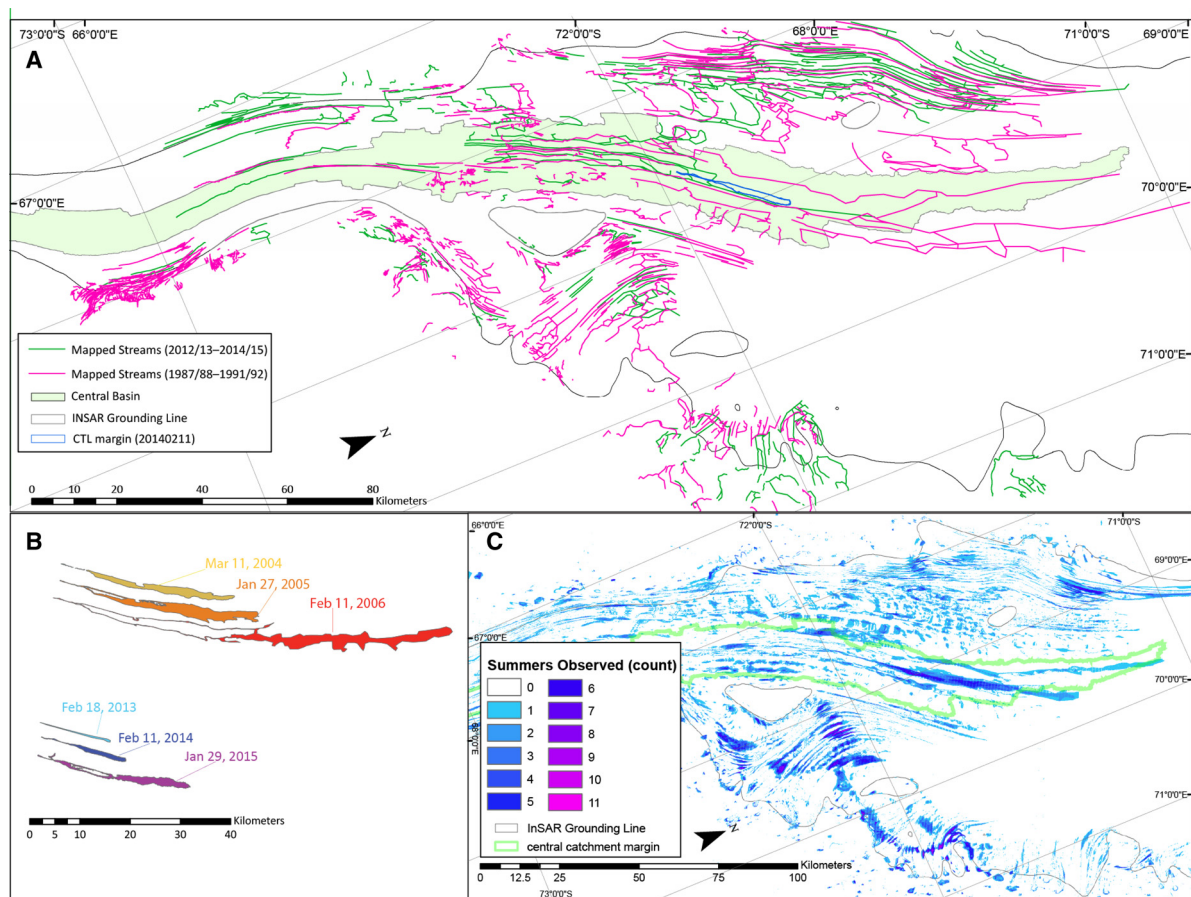 73°0'0"S
66°0'0"E
72°0'0"S
68°0'0"E
71°0'0"S
69°0'0"E
A
67°0'0"E
70°0'0"E
71°0'0"E
Mapped Streams (2012/13–2014/15)
Mapped Streams (1987/88–1991/92)
Central Basin
INSAR Grounding Line
CTL margin (20140211)
N
0 10 20 40 60 80
Kilometers
B
Mar 11, 2004
Jan 27, 2005
Feb 11, 2006
Feb 18, 2013
Feb 11, 2014
Jan 29, 2015
0 5 10 20 30 40
Kilometers
66°0'0"E
72°0'0"S
71°0'0"S
C
69°0'0"E
67°0'0"E
70°0'0"E
68°0'0"E
71°0'0"E
Summers Observed (count)
0 6
1 7
2 8
3 9
4 10
5 11
InSAR Grounding Line
central catchment margin
N
0 12.5 25 50 75 100
Kilometers
73°0'0"S
72°0'0"S